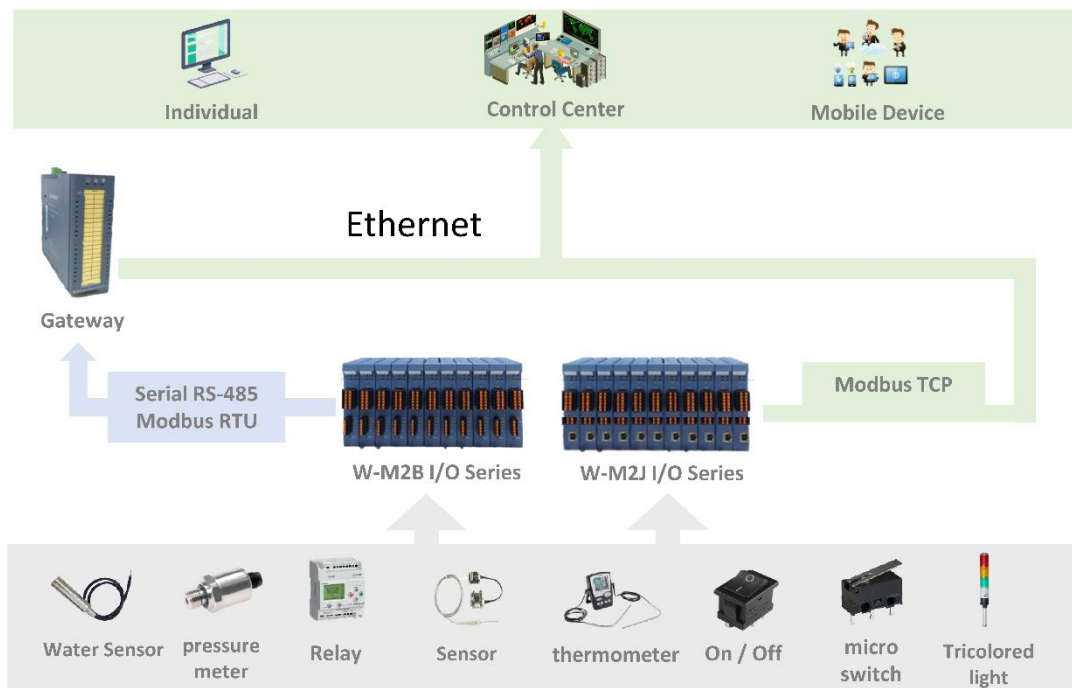 Individual
Control Center
Mobile Device
Ethernet
Gateway
Serial RS-485
Modbus RTU
Modbus TCP
W-M2B I/O Series
W-M2J I/O Series
Water Sensor
pressure
meter
Relay
Sensor
thermometer
On / Off
micro
switch
Tricolored
light